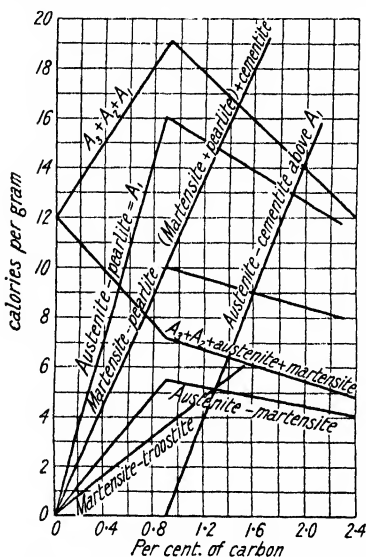 20
18
16
14
12
10
8
6
4
2
0
calories per gram
A3+A2+A1
Austenite-pearlite = A1
Martensite-pearlite (Martensite + pearlite) + cementite
Austenite-cementite above A1
A3+A2+austenite+martensite
Austenite-martensite
Martensite-troostite
0 0·4 0·8 1·2 1·6 2·0 2·4
Per cent. of carbon